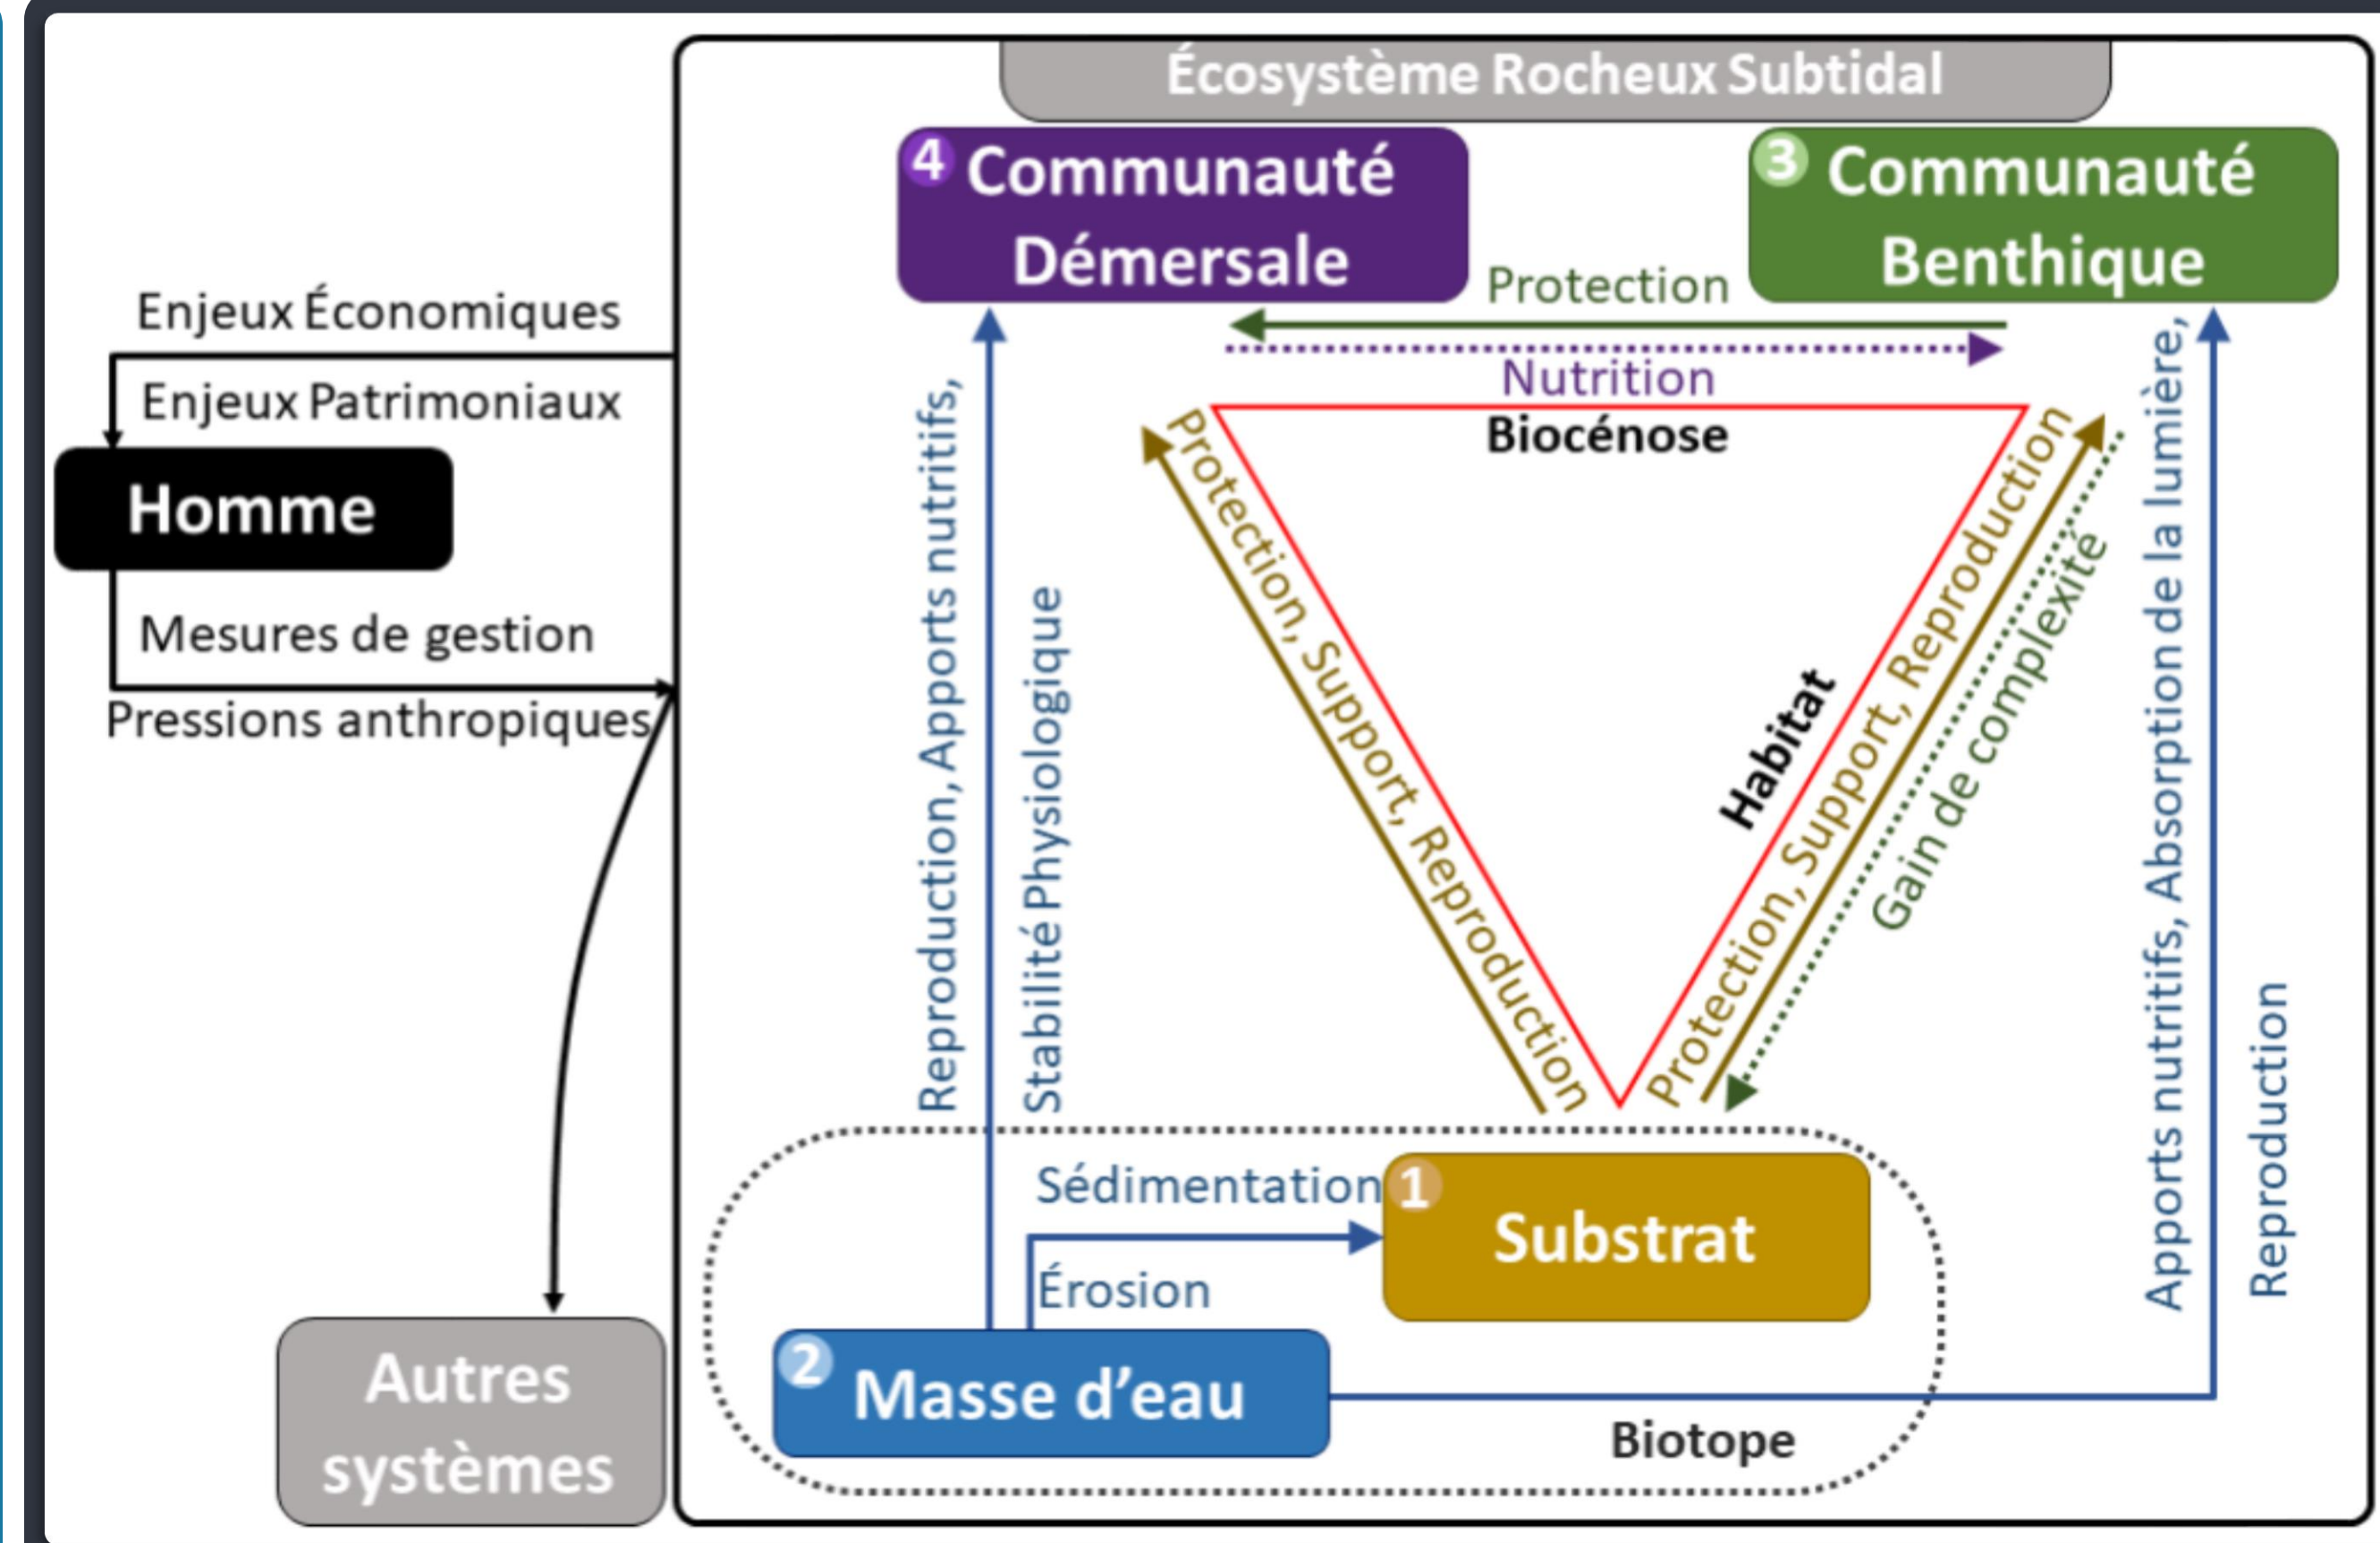 Écosystème Rocheux Subtidal
4 Communauté
Démersale
3 Communauté
Benthique
Protection
Nutrition
Biocénose
Enjeux Économiques
Enjeux Patrimoniaux
Homme
Mesures de gestion
Pressions anthropiques
Reproduction, Apports nutritifs,
Stabilité Physiologique
Protection, Support, Reproduction
Habitat
Protection, Support, Reproduction
Gain de complexité
Apports nutritifs, Absorption de la lumière,
Reproduction
Sédimentation
Érosion
1 Substrat
2 Masse d’eau
Biotope
Autres
systèmes